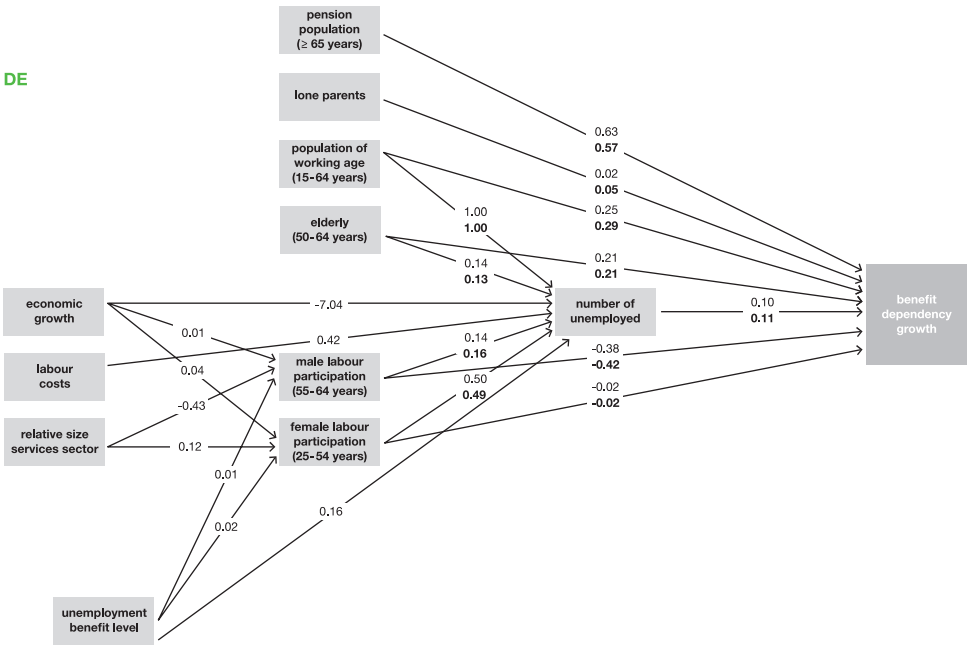 DE
pension
population
(≥ 65 years)
lone parents
population of
working age
(15-64 years)
elderly
(50-64 years)
economic
growth
labour
costs
relative size
services sector
unemployment
benefit level
male labour
participation
(55-64 years)
female labour
participation
(25-54 years)
number of
unemployed
benefit
dependency
growth
0.63
0.57
0.02
0.05
0.25
0.29
1.00
1.00
0.21
0.21
0.14
0.13
-7.04
0.10
0.11
0.01
0.42
0.14
0.16
-0.38
-0.42
0.04
0.50
0.49
-0.02
-0.02
-0.43
0.12
0.01
0.02
0.16